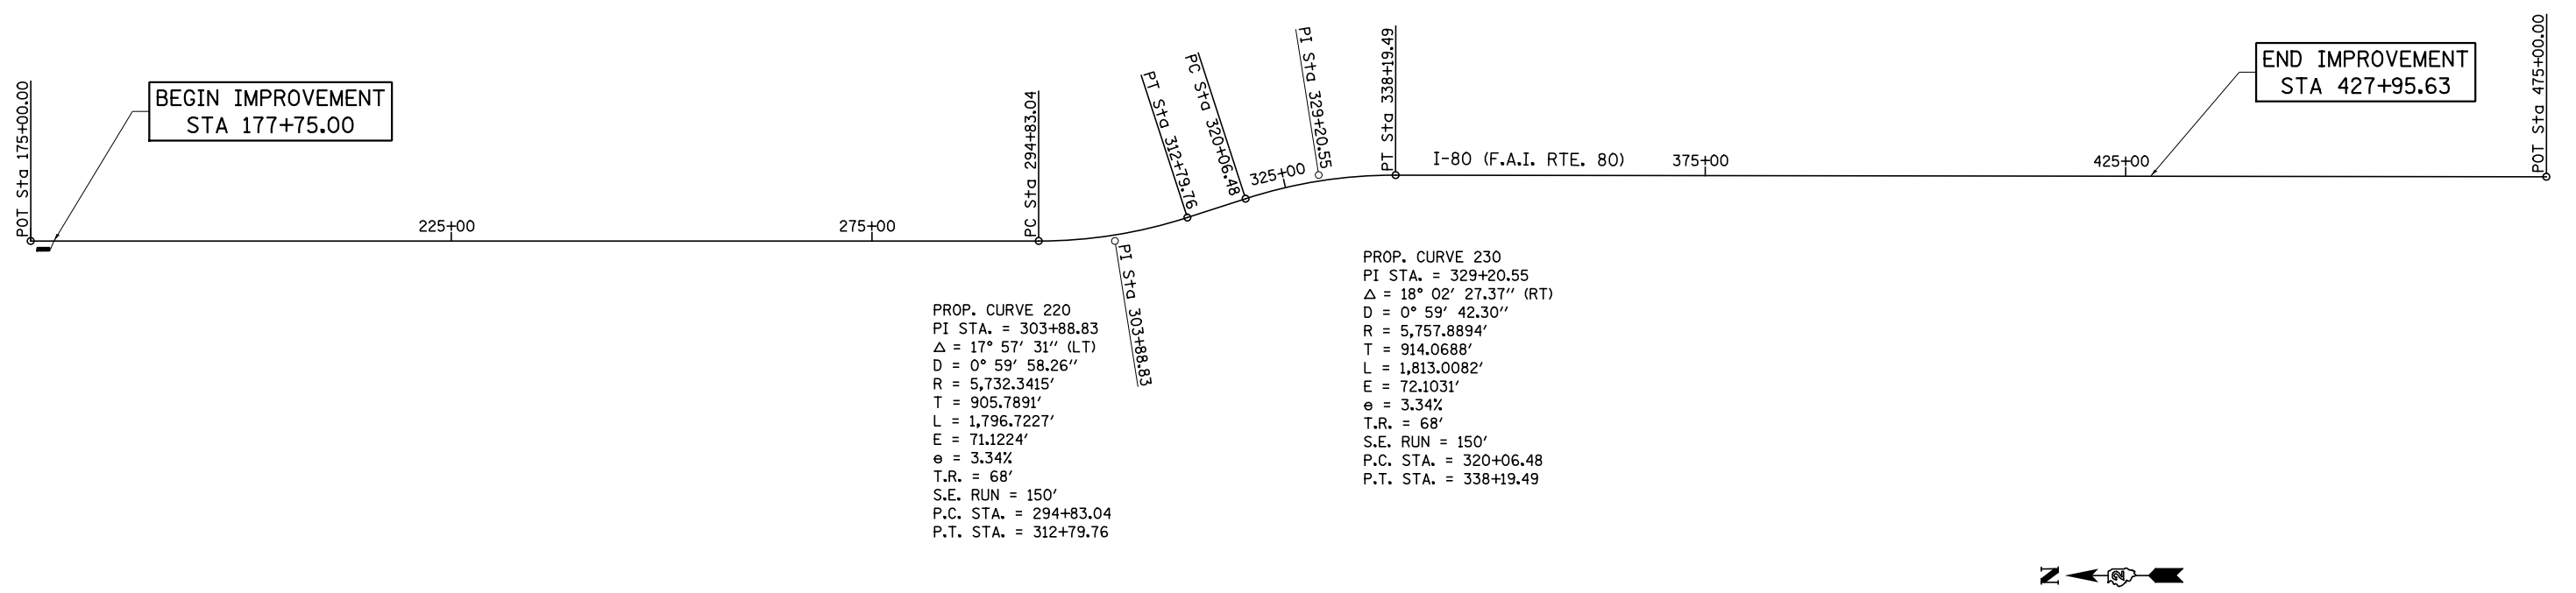 POT Sta 175+00.00
BEGIN IMPROVEMENT
STA 177+75.00
225+00
275+00
PC Sta 294+83.04
PI Sta 303+88.83
PT Sta 312+79.76
PC Sta 320+06.48
325+00
PI Sta 329+20.55
PT Sta 338+19.49
I-80 (F.A.I. RTE. 80)
375+00
425+00
END IMPROVEMENT
STA 427+95.63
POT Sta 475+00.00
PROP. CURVE 220
PI STA. = 303+88.83
Δ = 17° 57' 31" (LT)
D = 0° 59' 58.26"
R = 5,732.3415'
T = 905.7891'
L = 1,796.7227'
E = 71.1224'
e = 3.34%
T.R. = 68'
S.E. RUN = 150'
P.C. STA. = 294+83.04
P.T. STA. = 312+79.76
PROP. CURVE 230
PI STA. = 329+20.55
Δ = 18° 02' 27.37" (RT)
D = 0° 59' 42.30"
R = 5,757.8894'
T = 914.0688'
L = 1,813.0082'
E = 72.1031'
e = 3.34%
T.R. = 68'
S.E. RUN = 150'
P.C. STA. = 320+06.48
P.T. STA. = 338+19.49
N
2